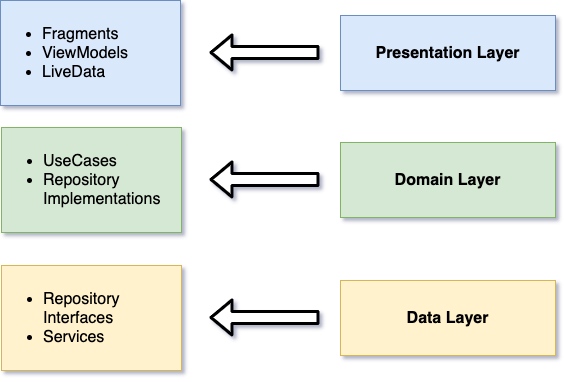 • Fragments
• ViewModels
• LiveData
Presentation Layer
• UseCases
• Repository
Implementations
Domain Layer
• Repository
Interfaces
• Services
Data Layer